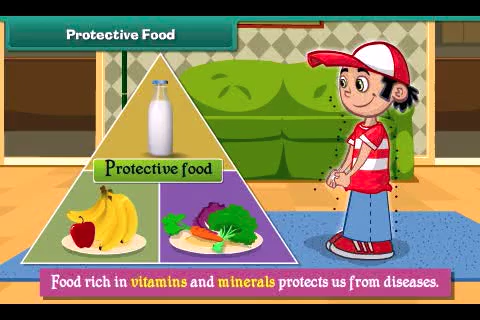 Protective Food
Protective food
Food rich in vitamins and minerals protects us from diseases.